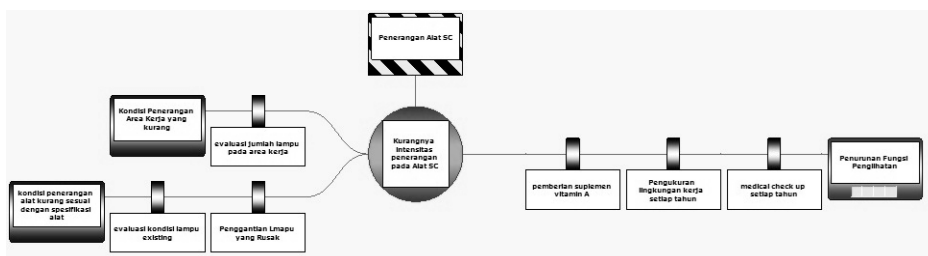 Penerangan Alat SC
Kondisi Penerangan
Area Kerja yang
kurang
evaluasi jumlah lampu
pada area kerja
Kurangnya
Intensitas
penerangan
pada Alat SC
kondisi penerangan
alat kurang sesuai
dengan spesifikasi
alat
evaluasi kondisi lampu
existing
Penggantian Lmapu
yang Rusak
pemberian suplemen
vitamin A
Pengukuran
lingkungan kerja
setiap tahun
medical check up
setiap tahun
Penurunan Fungsi
Penglihatan